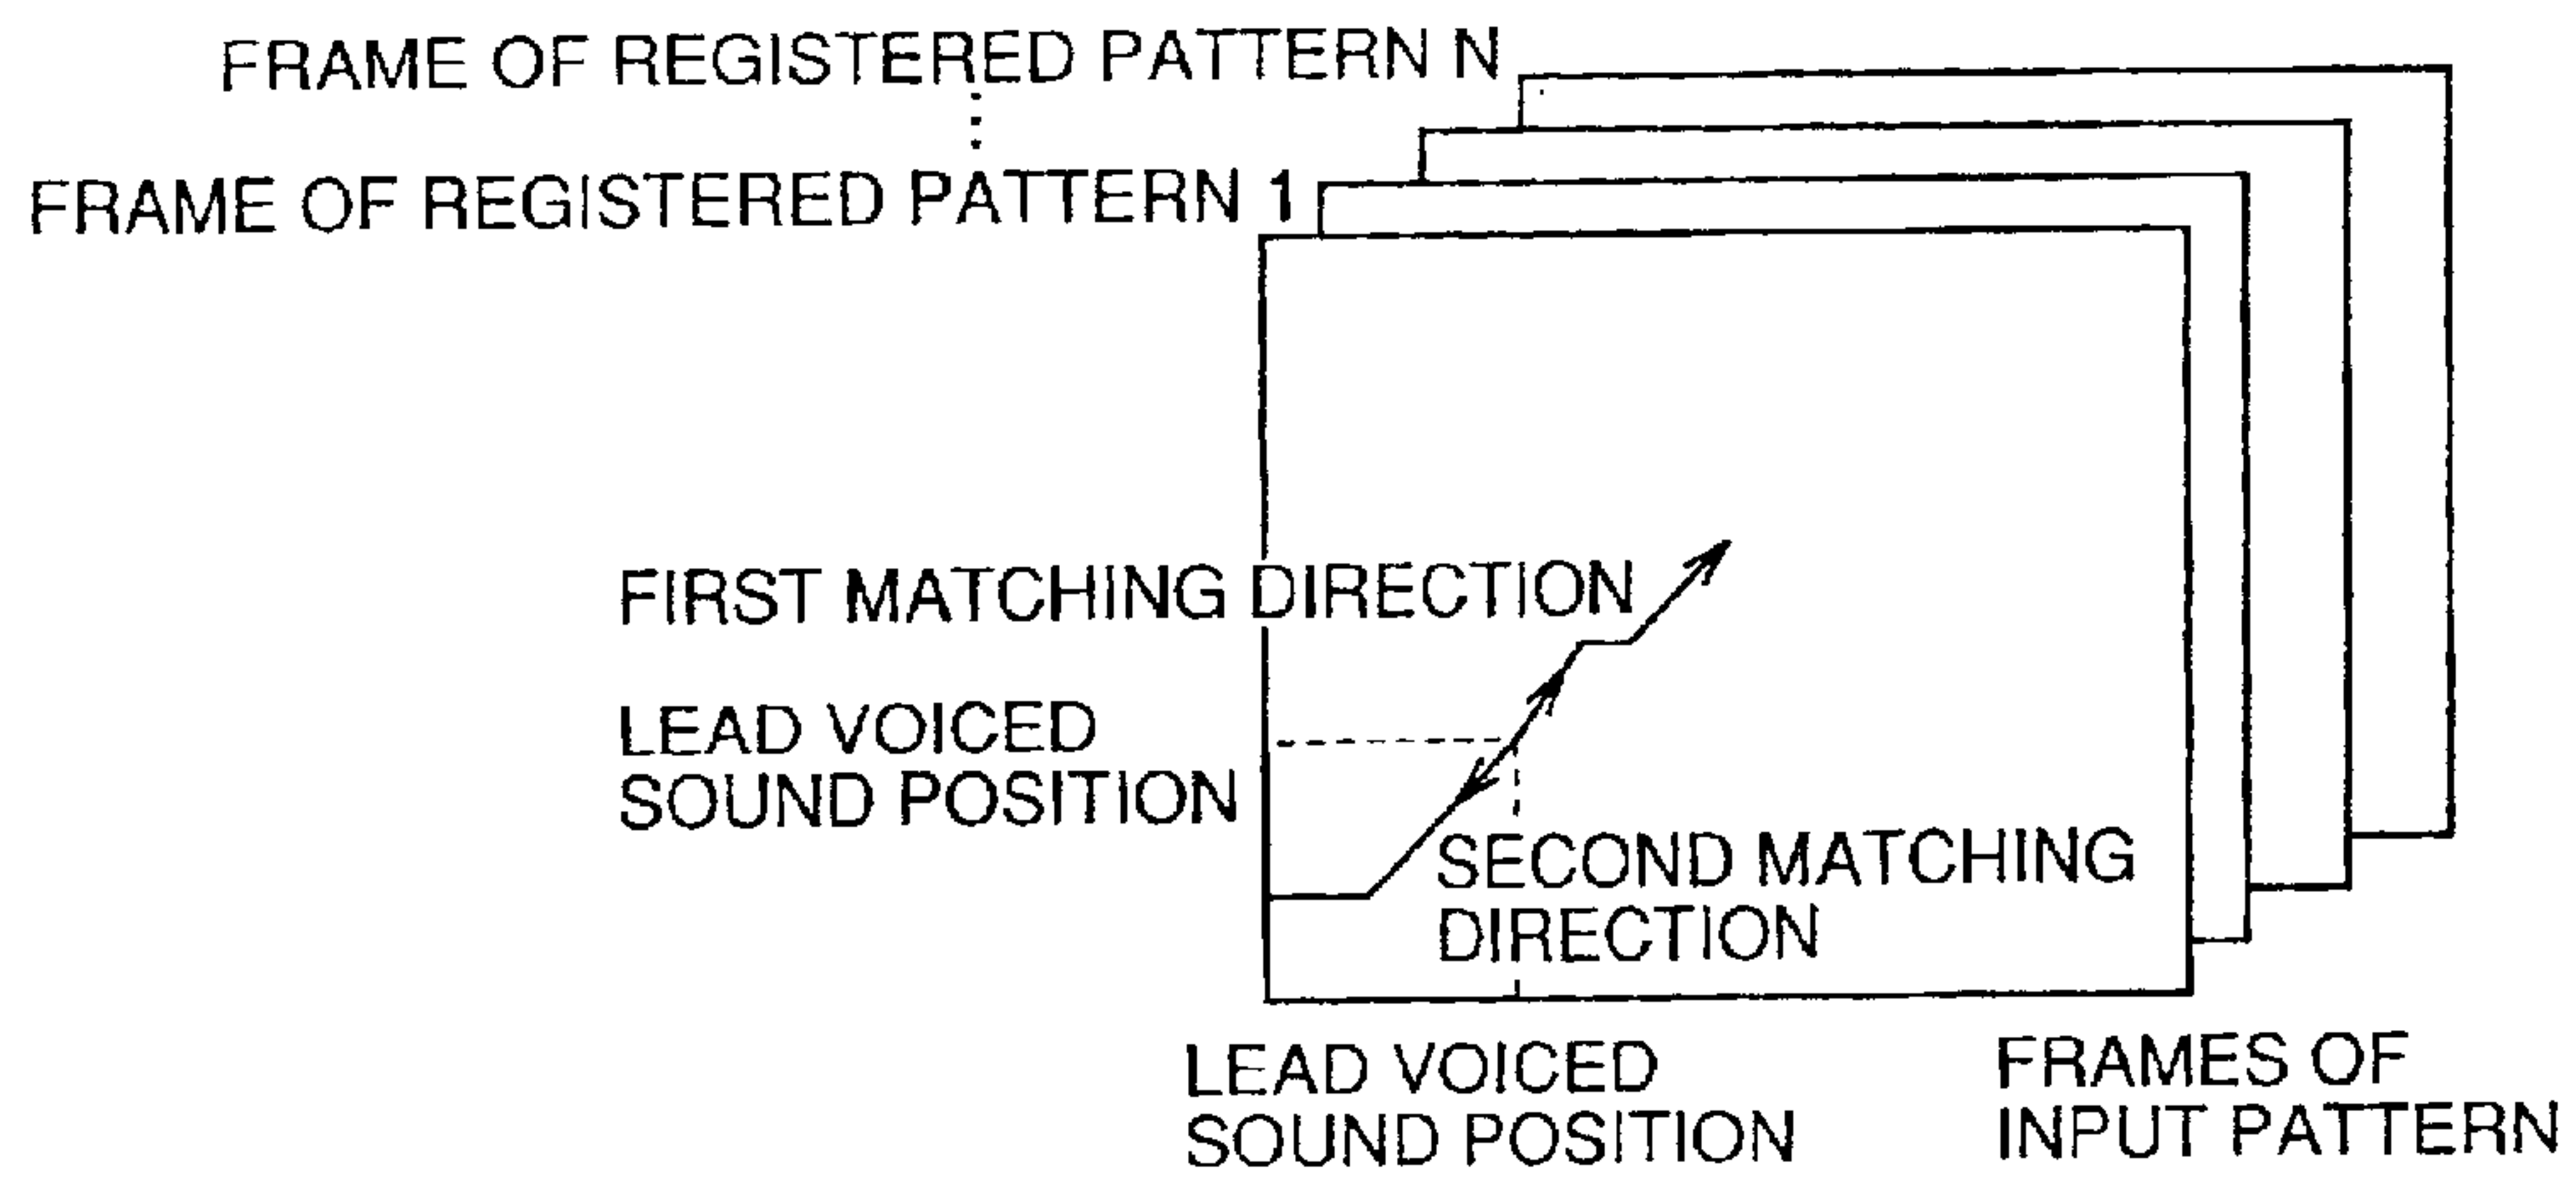 FRAME OF REGISTERED PATTERN N
FRAME OF REGISTERED PATTERN 1
FIRST MATCHING DIRECTION
LEAD VOICED
SOUND POSITION
SECOND MATCHING
DIRECTION
LEAD VOICED
SOUND POSITION
FRAMES OF
INPUT PATTERN